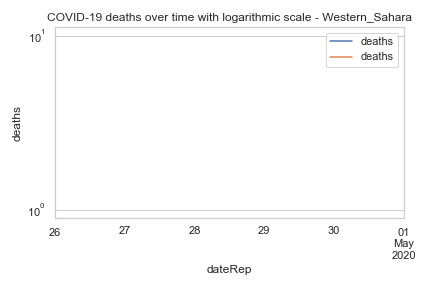 COVID-19 deaths over time with logarithmic scale - Western_Sahara
10¹
deaths
deaths
deaths
10⁰
26 27 28 29 30 01
May
2020
dateRep